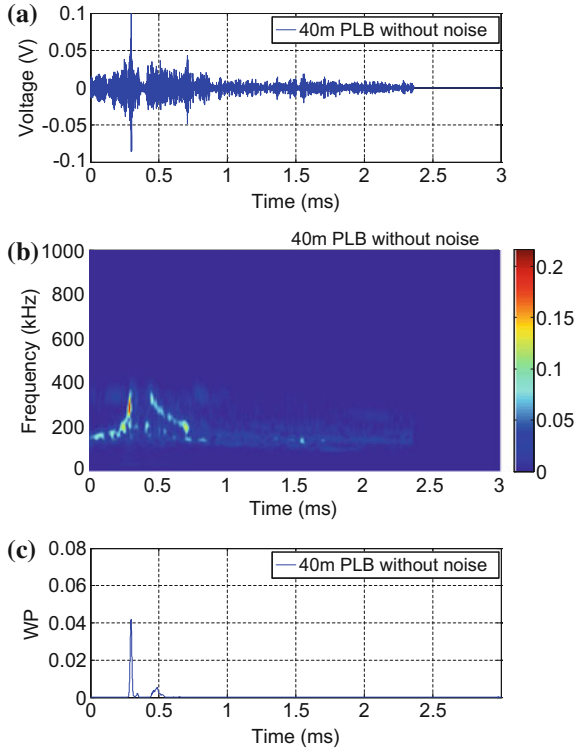 (a)
Voltage (V)
0.1
0.05
0
-0.05
-0.1
40m PLB without noise
0 0.5 1 1.5 2 2.5 3
Time (ms)
(b)
40m PLB without noise
Frequency (kHz)
1000
800
600
400
200
0
0.2
0.15
0.1
0.05
0
0 0.5 1 1.5 2 2.5 3
Time (ms)
(c)
WP
0.08
0.06
0.04
0.02
0
40m PLB without noise
0 0.5 1 1.5 2 2.5 3
Time (ms)